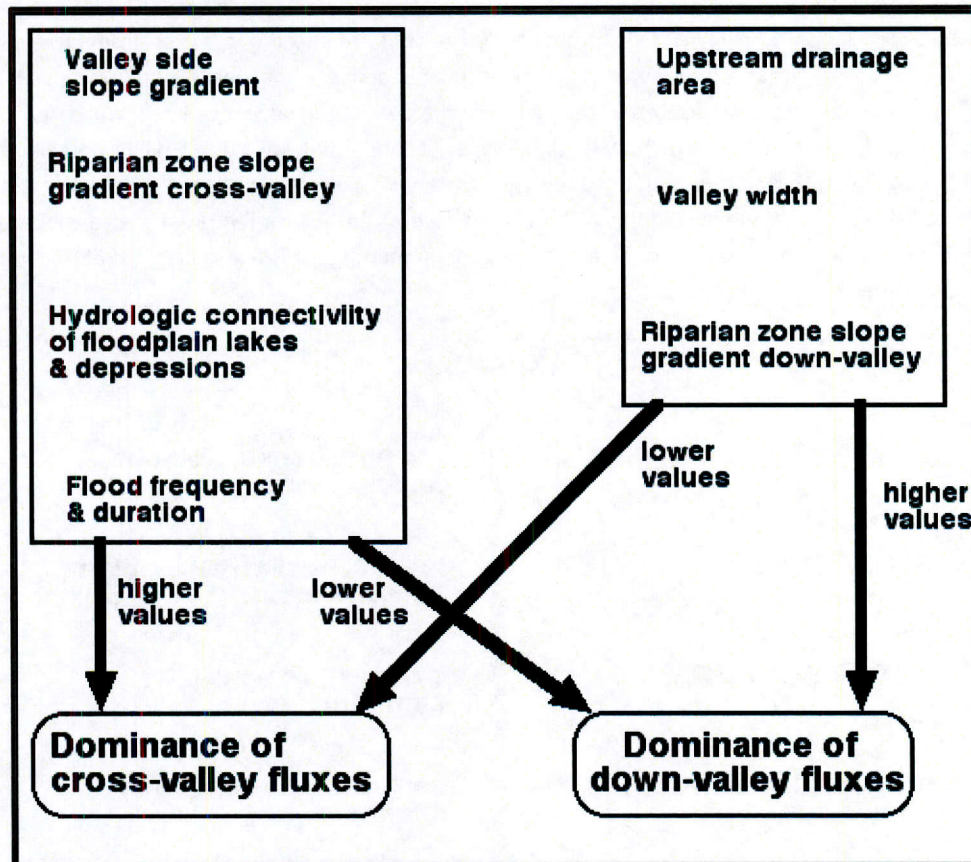 Valley side
slope gradient
Riparian zone slope
gradient cross-valley
Hydrologic connectiviity
of floodplain lakes
& depressions
Flood frequency
& duration
Upstream drainage
area
Valley width
Riparian zone slope
gradient down-valley
higher
values
lower
values
lower
values
higher
values
Dominance of
cross-valley fluxes
Dominance of
down-valley fluxes